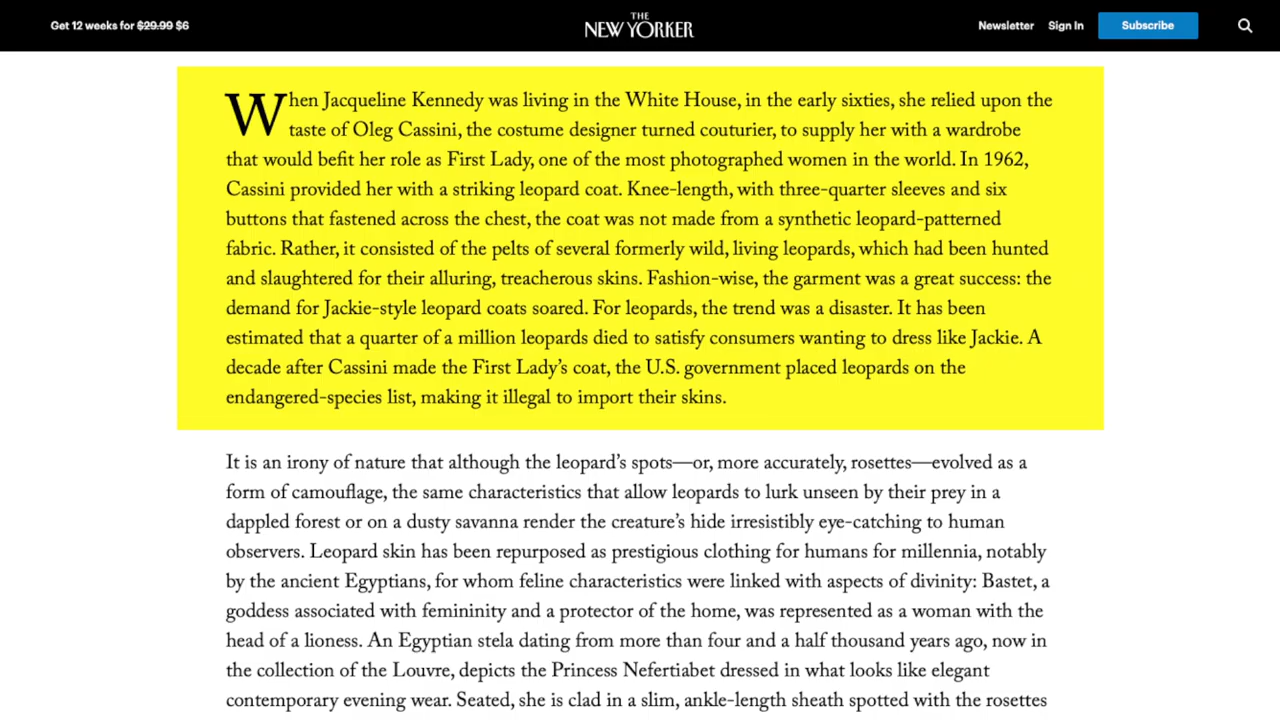 Get 12 weeks for $29.99 $6
THE
NEW YORKER
Newsletter
Sign In
Subscribe
When Jacqueline Kennedy was living in the White House, in the early sixties, she relied upon the
taste of Oleg Cassini, the costume designer turned couturier, to supply her with a wardrobe
that would befit her role as First Lady, one of the most photographed women in the world. In 1962,
Cassini provided her with a striking leopard coat. Knee-length, with three-quarter sleeves and six
buttons that fastened across the chest, the coat was not made from a synthetic leopard-patterned
fabric. Rather, it consisted of the pelts of several formerly wild, living leopards, which had been hunted
and slaughtered for their alluring, treacherous skins. Fashion-wise, the garment was a great success: the
demand for Jackie-style leopard coats soared. For leopards, the trend was a disaster. It has been
estimated that a quarter of a million leopards died to satisfy consumers wanting to dress like Jackie. A
decade after Cassini made the First Lady’s coat, the U.S. government placed leopards on the
endangered-species list, making it illegal to import their skins.
It is an irony of nature that although the leopard’s spots—or, more accurately, rosettes—evolved as a
form of camouflage, the same characteristics that allow leopards to lurk unseen by their prey in a
dappled forest or on a dusty savanna render the creature’s hide irresistibly eye-catching to human
observers. Leopard skin has been repurposed as prestigious clothing for humans for millennia, notably
by the ancient Egyptians, for whom feline characteristics were linked with aspects of divinity: Bastet, a
goddess associated with femininity and a protector of the home, was represented as a woman with the
head of a lioness. An Egyptian stela dating from more than four and a half thousand years ago, now in
the collection of the Louvre, depicts the Princess Nefertiabet dressed in what looks like elegant
contemporary evening wear. Seated, she is clad in a slim, ankle-length sheath spotted with the rosettes